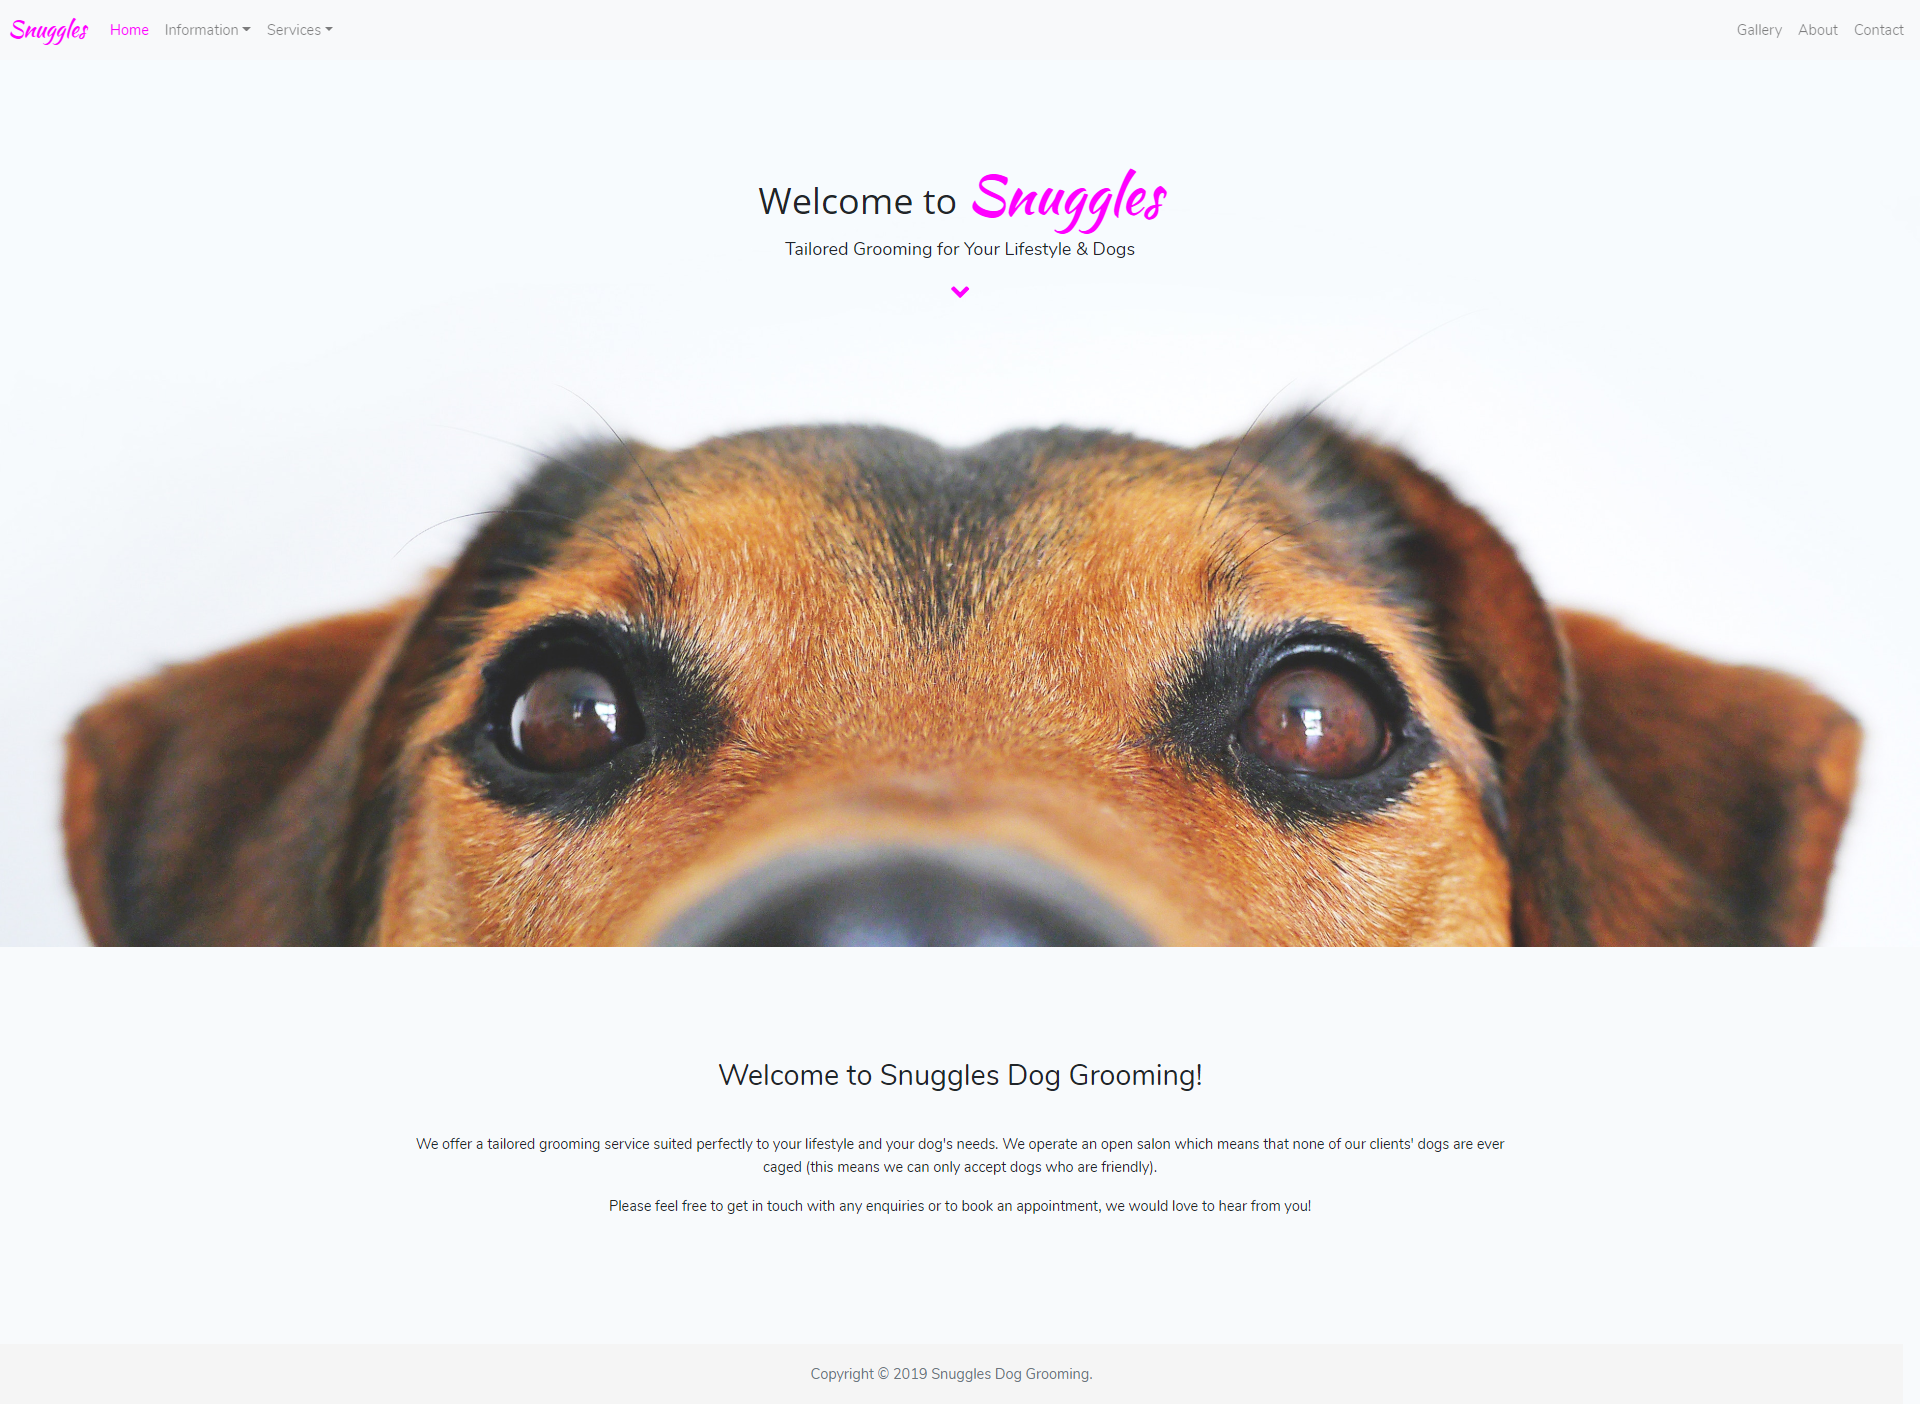 Snuggles Home Information Services Gallery About Contact
Welcome to Snuggles
Tailored Grooming for Your Lifestyle & Dogs
Welcome to Snuggles Dog Grooming!
We offer a tailored grooming service suited perfectly to your lifestyle and your dog's needs. We operate an open salon which means that none of our clients' dogs are ever
caged (this means we can only accept dogs who are friendly).
Please feel free to get in touch with any enquiries or to book an appointment, we would love to hear from you!
Copyright © 2019 Snuggles Dog Grooming.